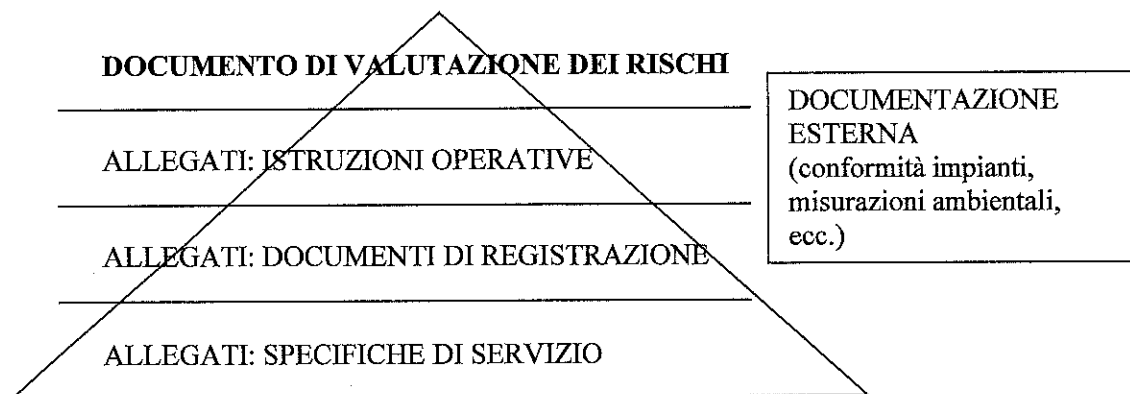 DOCUMENTO DI VALUTAZIONE DEI RISCHI
ALLEGATI: ISTRUZIONI OPERATIVE
ALLEGATI: DOCUMENTI DI REGISTRAZIONE
ALLEGATI: SPECIFICHE DI SERVIZIO
DOCUMENTAZIONE
ESTERNA
(conformità impianti,
misurazioni ambientali,
ecc.)